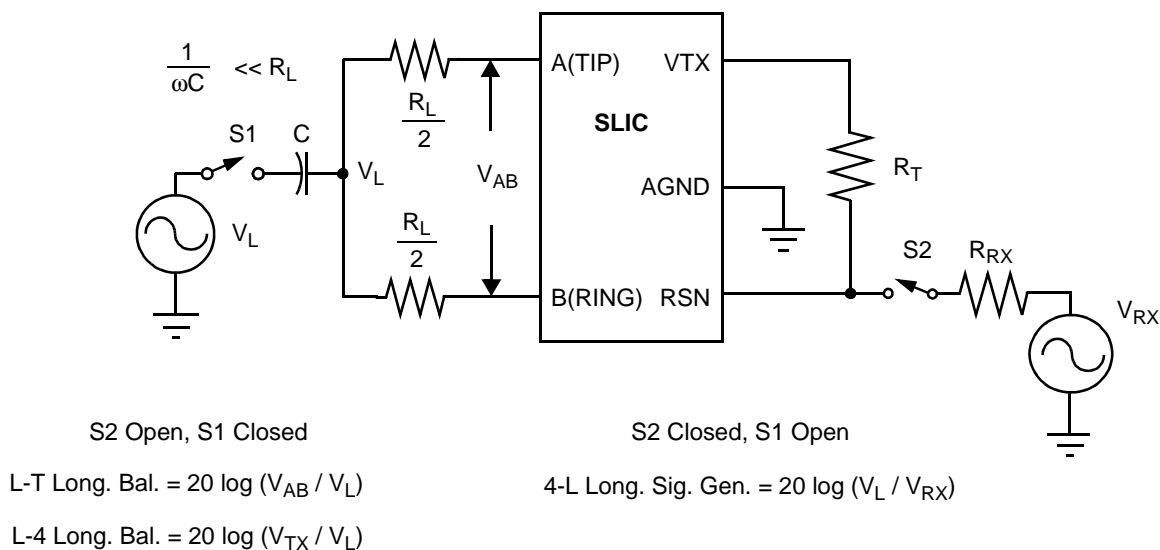 1
ωC
<< R_L
A(TIP)
VTX
SLIC
R_L
2
S1
C
V_L
V_AB
R_T
AGND
V_L
R_L
2
S2
R_RX
B(RING)
RSN
V_RX
S2 Open, S1 Closed
S2 Closed, S1 Open
L-T Long. Bal. = 20 log (V_AB / V_L)
4-L Long. Sig. Gen. = 20 log (V_L / V_RX)
L-4 Long. Bal. = 20 log (V_TX / V_L)